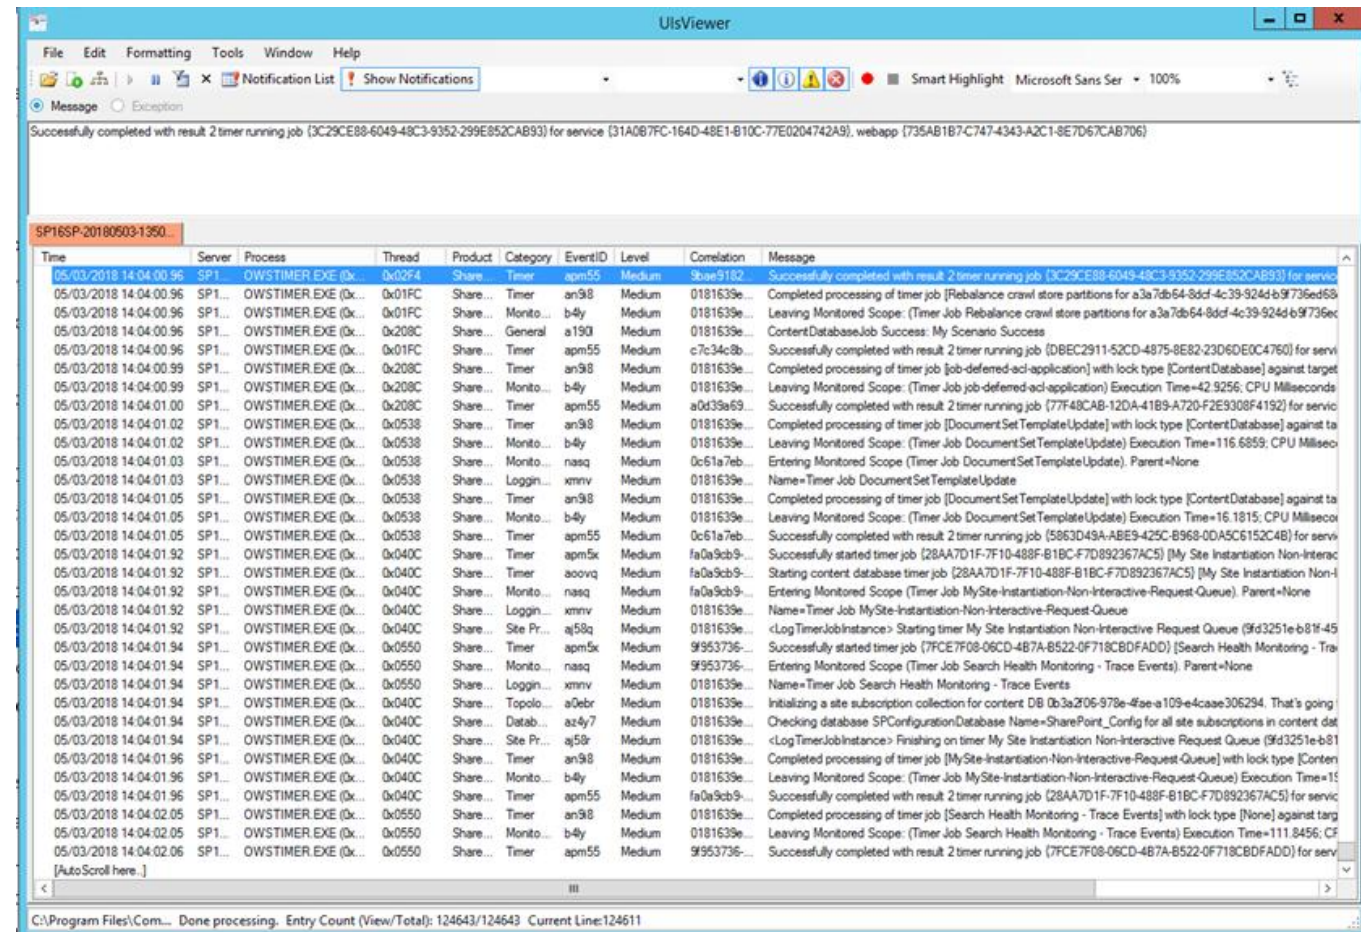 UlsViewer
File Edit Formatting Tools Window Help
Notification List Show Notifications Smart Highlight Microsoft Sans Ser 100%
Message Exception
Successfully completed with result 2 timer running job {3C29CE88-6049-48C3-9352-299E852CAB93} for service {31A0B7FC-164D-48E1-B10C-77E0204742A9}, webapp {735AB1B7-C747-4343-A2C1-8E7D67CAB706}
SP16SP-20180503-1350...
Time Server Process Thread Product Category EventID Level Correlation Message
05/03/2018 14:04:00.96 SP1... OWSTIMER.EXE (0x... 0x02F4 Share... Timer apm55 Medium 9bae9182... Successfully completed with result 2 timer running job {3C29CE88-6049-48C3-9352-299E852CAB93} for servic
05/03/2018 14:04:00.96 SP1... OWSTIMER.EXE (0x... 0x01FC Share... Timer an9i8 Medium 0181639e... Completed processing of timer job [Rebalance crawl store partitions for a3a7db64-8dcf-4c39-924d-b9f736ed68
05/03/2018 14:04:00.96 SP1... OWSTIMER.EXE (0x... 0x01FC Share... Monito... b4ly Medium 0181639e... Leaving Monitored Scope: (Timer Job Rebalance crawl store partitions for a3a7db64-8dcf-4c39-924d-b9f736ec
05/03/2018 14:04:00.96 SP1... OWSTIMER.EXE (0x... 0x208C Share... General a190l Medium 0181639e... ContentDatabaseJob Success: My Scenario Success
05/03/2018 14:04:00.96 SP1... OWSTIMER.EXE (0x... 0x01FC Share... Timer apm55 Medium c7c34c8b... Successfully completed with result 2 timer running job {DBEC2911-52CD-4875-8E82-23D6DE0C4760} for servi
05/03/2018 14:04:00.99 SP1... OWSTIMER.EXE (0x... 0x208C Share... Timer an9i8 Medium 0181639e... Completed processing of timer job [job-deferred-acl-application] with lock type [ContentDatabase] against target
05/03/2018 14:04:00.99 SP1... OWSTIMER.EXE (0x... 0x208C Share... Monito... b4ly Medium 0181639e... Leaving Monitored Scope: (Timer Job job-deferred-acl-application) Execution Time=42.9256; CPU Milliseconds
05/03/2018 14:04:01.00 SP1... OWSTIMER.EXE (0x... 0x208C Share... Timer apm55 Medium a0d39a69... Successfully completed with result 2 timer running job {77F48CAB-12DA-41B9-A720-F2E9308F4192} for servic
05/03/2018 14:04:01.02 SP1... OWSTIMER.EXE (0x... 0x0538 Share... Timer an9i8 Medium 0181639e... Completed processing of timer job [DocumentSetTemplateUpdate] with lock type [ContentDatabase] against ta
05/03/2018 14:04:01.02 SP1... OWSTIMER.EXE (0x... 0x0538 Share... Monito... b4ly Medium 0181639e... Leaving Monitored Scope: (Timer Job DocumentSetTemplateUpdate) Execution Time=116.6859; CPU Millisec
05/03/2018 14:04:01.03 SP1... OWSTIMER.EXE (0x... 0x0538 Share... Monito... nasq Medium 0c61a7eb... Entering Monitored Scope (Timer Job DocumentSetTemplateUpdate). Parent=None
05/03/2018 14:04:01.03 SP1... OWSTIMER.EXE (0x... 0x0538 Share... Loggin... xmnv Medium 0181639e... Name=Timer Job DocumentSetTemplateUpdate
05/03/2018 14:04:01.05 SP1... OWSTIMER.EXE (0x... 0x0538 Share... Timer an9i8 Medium 0181639e... Completed processing of timer job [DocumentSetTemplateUpdate] with lock type [ContentDatabase] against ta
05/03/2018 14:04:01.05 SP1... OWSTIMER.EXE (0x... 0x0538 Share... Monito... b4ly Medium 0181639e... Leaving Monitored Scope: (Timer Job DocumentSetTemplateUpdate) Execution Time=16.1815; CPU Millisecor
05/03/2018 14:04:01.05 SP1... OWSTIMER.EXE (0x... 0x0538 Share... Timer apm55 Medium 0c61a7eb... Successfully completed with result 2 timer running job {5863D49A-ABE9-425C-B968-0DA5C6152C4B} for servi
05/03/2018 14:04:01.92 SP1... OWSTIMER.EXE (0x... 0x040C Share... Timer apm5x Medium fa0a9cb9-... Successfully started timer job {28AA7D1F-7F10-488F-B1BC-F7D892367AC5} [My Site Instantiation Non-Interac
05/03/2018 14:04:01.92 SP1... OWSTIMER.EXE (0x... 0x040C Share... Timer aoovq Medium fa0a9cb9-... Starting content database timer job {28AA7D1F-7F10-488F-B1BC-F7D892367AC5} [My Site Instantiation Non-I
05/03/2018 14:04:01.92 SP1... OWSTIMER.EXE (0x... 0x040C Share... Monito... nasq Medium fa0a9cb9-... Entering Monitored Scope (Timer Job MySite-Instantiation-Non-Interactive-Request-Queue). Parent=None
05/03/2018 14:04:01.92 SP1... OWSTIMER.EXE (0x... 0x040C Share... Loggin... xmnv Medium 0181639e... Name=Timer Job MySite-Instantiation-Non-Interactive-Request-Queue
05/03/2018 14:04:01.92 SP1... OWSTIMER.EXE (0x... 0x040C Share... Site Pr... aj58q Medium 0181639e... <LogTimerJobInstance> Starting timer My Site Instantiation Non-Interactive Request Queue (9fd3251e-b81f-45
05/03/2018 14:04:01.94 SP1... OWSTIMER.EXE (0x... 0x0550 Share... Timer apm5x Medium 9f953736-... Successfully started timer job {7FCE7F08-06CD-4B7A-B522-0F718CBDFADD} [Search Health Monitoring - Tra
05/03/2018 14:04:01.94 SP1... OWSTIMER.EXE (0x... 0x0550 Share... Monito... nasq Medium 9f953736-... Entering Monitored Scope (Timer Job Search Health Monitoring - Trace Events). Parent=None
05/03/2018 14:04:01.94 SP1... OWSTIMER.EXE (0x... 0x0550 Share... Loggin... xmnv Medium 0181639e... Name=Timer Job Search Health Monitoring - Trace Events
05/03/2018 14:04:01.94 SP1... OWSTIMER.EXE (0x... 0x040C Share... Topolo... a0ebr Medium 0181639e... Initializing a site subscription collection for content DB 0b3a2f06-978e-4fae-a109-e4caae306294. That's going
05/03/2018 14:04:01.94 SP1... OWSTIMER.EXE (0x... 0x040C Share... Datab... az4y7 Medium 0181639e... Checking database SPConfigurationDatabase Name=SharePoint_Config for all site subscriptions in content dat
05/03/2018 14:04:01.94 SP1... OWSTIMER.EXE (0x... 0x040C Share... Site Pr... aj58r Medium 0181639e... <LogTimerJobInstance> Finishing on timer My Site Instantiation Non-Interactive Request Queue (9fd3251e-b81
05/03/2018 14:04:01.96 SP1... OWSTIMER.EXE (0x... 0x040C Share... Timer an9i8 Medium 0181639e... Completed processing of timer job [MySite-Instantiation-Non-Interactive-Request-Queue] with lock type [Conten
05/03/2018 14:04:01.96 SP1... OWSTIMER.EXE (0x... 0x040C Share... Monito... b4ly Medium 0181639e... Leaving Monitored Scope: (Timer Job MySite-Instantiation-Non-Interactive-Request-Queue) Execution Time=15
05/03/2018 14:04:01.96 SP1... OWSTIMER.EXE (0x... 0x040C Share... Timer apm55 Medium fa0a9cb9-... Successfully completed with result 2 timer running job {28AA7D1F-7F10-488F-B1BC-F7D892367AC5} for servic
05/03/2018 14:04:02.05 SP1... OWSTIMER.EXE (0x... 0x0550 Share... Timer an9i8 Medium 0181639e... Completed processing of timer job [Search Health Monitoring - Trace Events] with lock type [None] against targ
05/03/2018 14:04:02.05 SP1... OWSTIMER.EXE (0x... 0x0550 Share... Monito... b4ly Medium 0181639e... Leaving Monitored Scope: (Timer Job Search Health Monitoring - Trace Events) Execution Time=111.8456; CF
05/03/2018 14:04:02.06 SP1... OWSTIMER.EXE (0x... 0x0550 Share... Timer apm55 Medium 9f953736-... Successfully completed with result 2 timer running job {7FCE7F08-06CD-4B7A-B522-0F718CBDFADD} for serv
[AutoScroll here..]
C:\Program Files\Com... Done processing. Entry Count (View/Total): 124643/124643 Current Line:124611